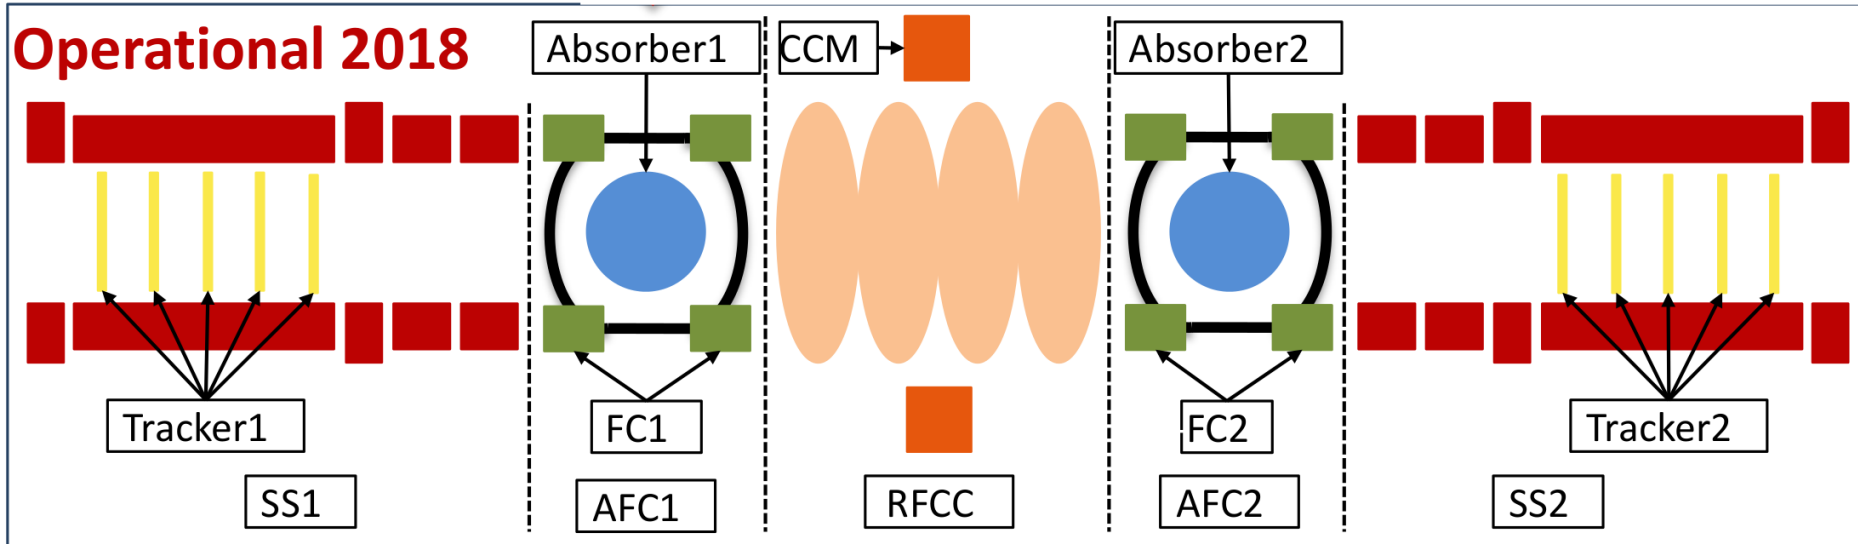 Operational 2018
Absorber1
CCM
Absorber2
Tracker1
FC1
FC2
Tracker2
SS1
AFC1
RFCC
AFC2
SS2